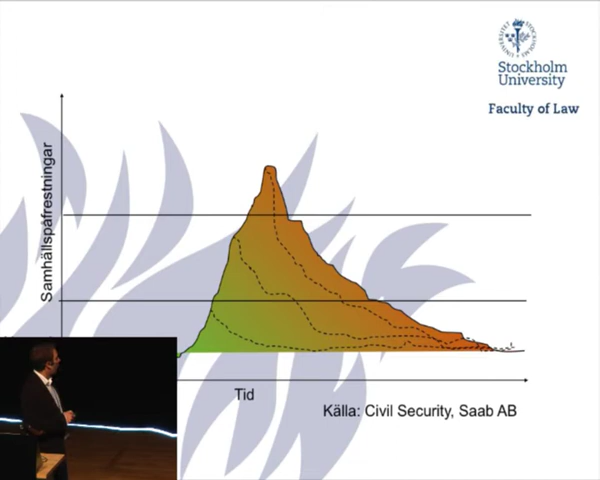 Stockholm
University
Faculty of Law
Samhällspåfrestningar
Tid
Källa: Civil Security, Saab AB